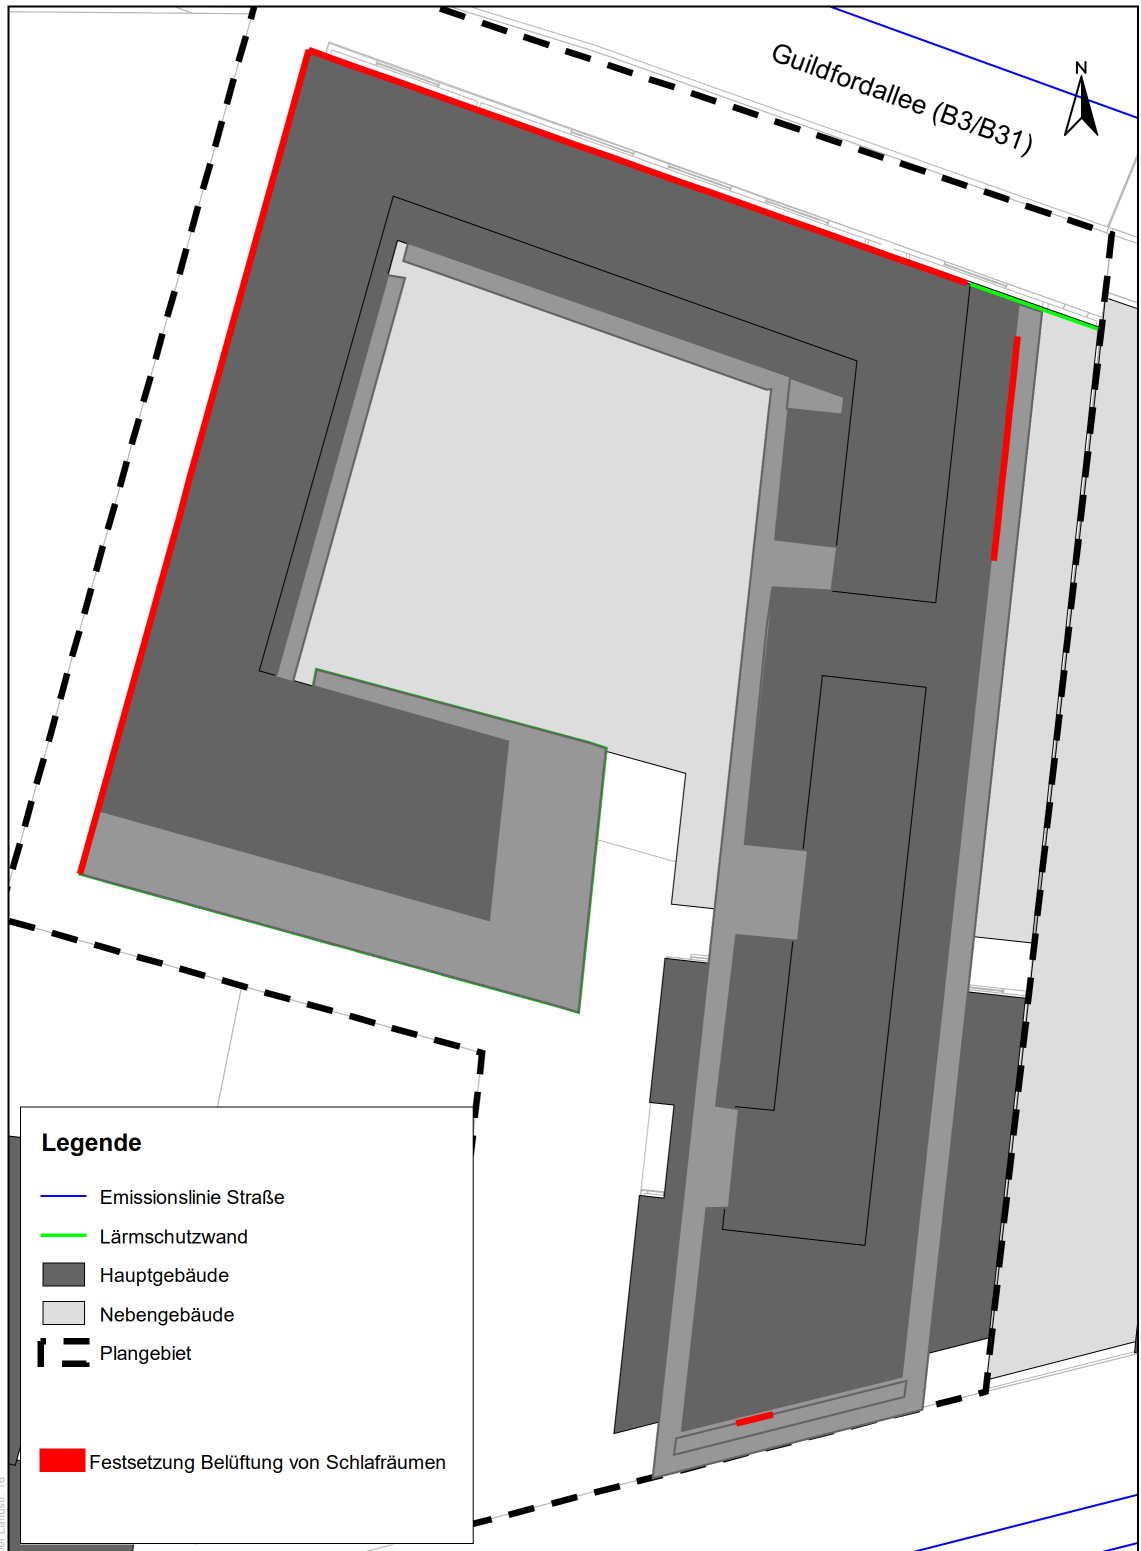 Guildfordallee (B3/B31)
N
Legende
Emissionslinie Straße
Lärmschutzwand
Hauptgebäude
Nebengebäude
Plangebiet
Festsetzung Belüftung von Schlafräumen